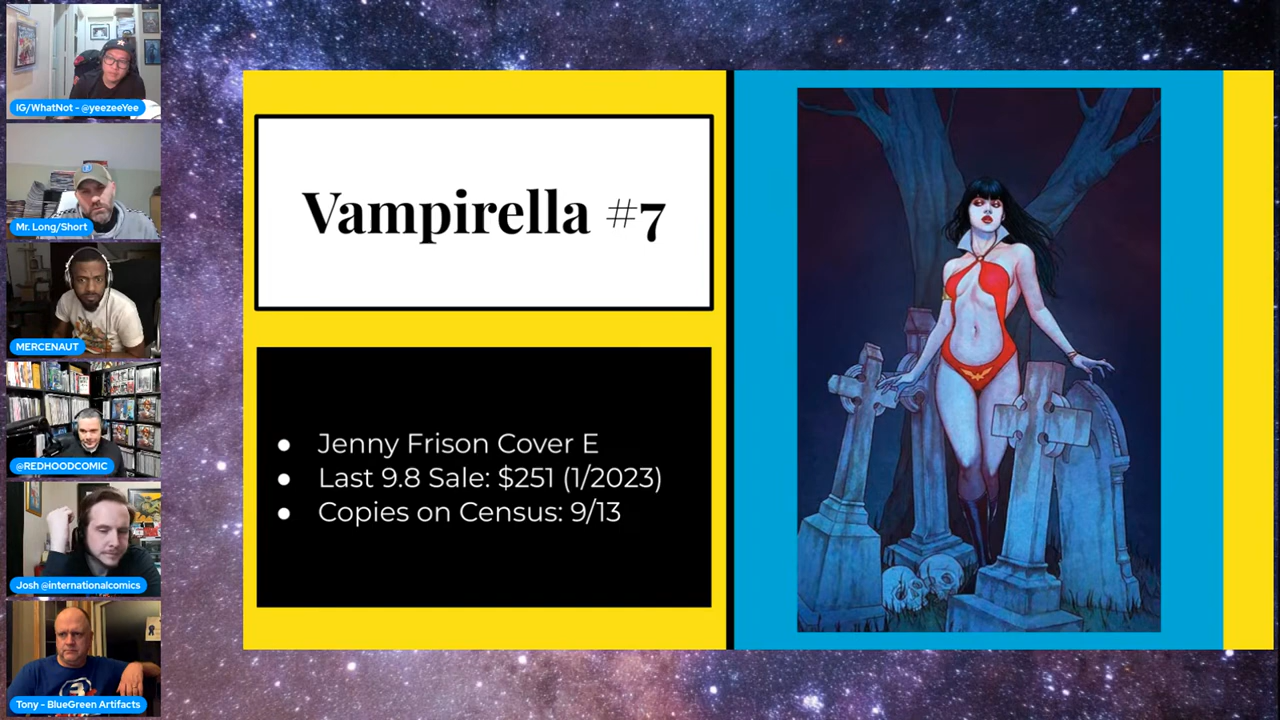 IG/WhatNot - @yeezeeYee
Mr. Long/Short
MERCENAUT
@REDHOODCOMIC
Josh @internationalcomics
Tony - BlueGreen Artifacts
Vampirella #7
● Jenny Frison Cover E
● Last 9.8 Sale: $251 (1/2023)
● Copies on Census: 9/13